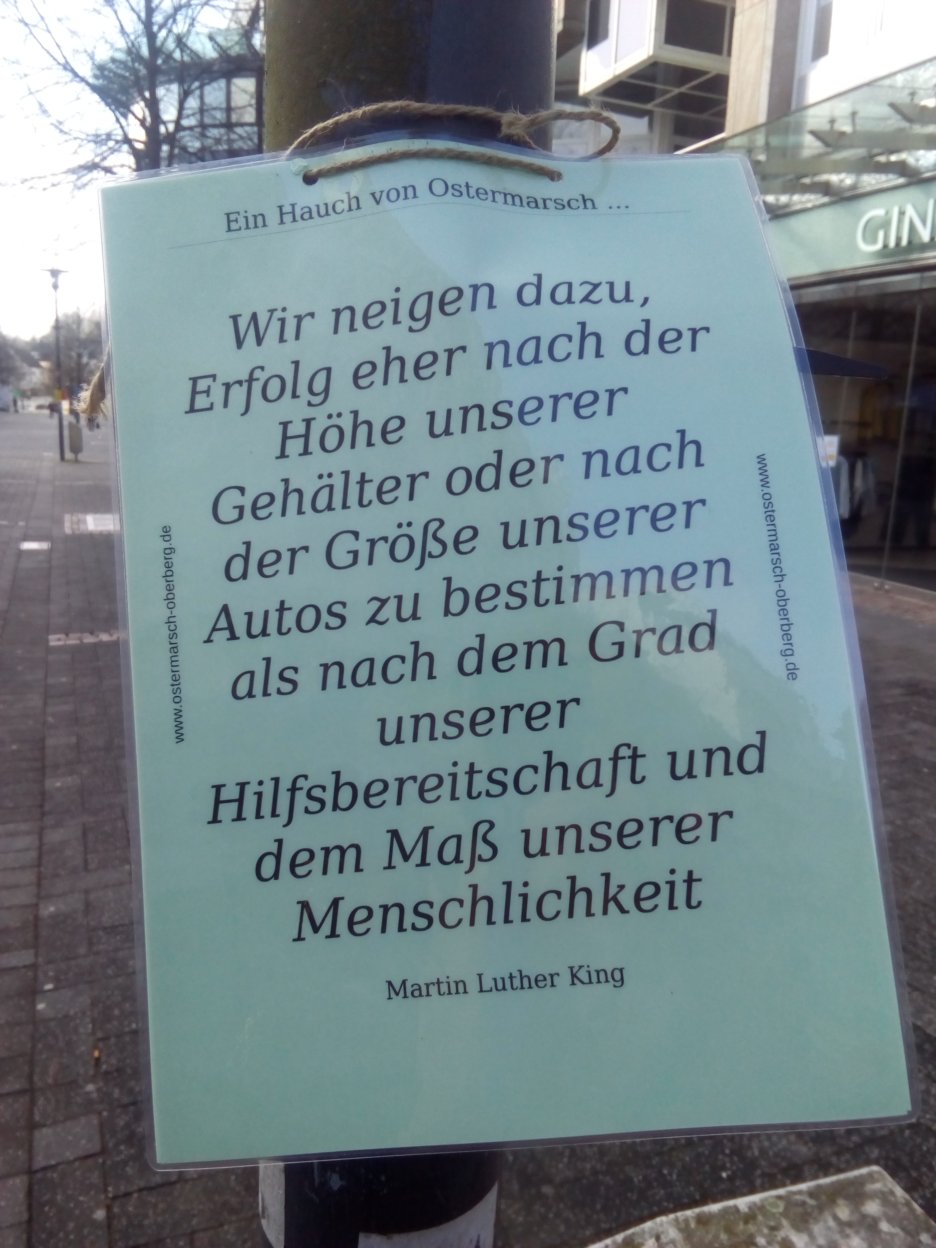 Ein Hauch von Ostermarsch ...
Wir neigen dazu,
Erfolg eher nach der
Höhe unserer
Gehälter oder nach
der Größe unserer
Autos zu bestimmen
als nach dem Grad
unserer
Hilfsbereitschaft und
dem Maß unserer
Menschlichkeit
Martin Luther King
www.ostermarsch-oberberg.de
www.ostermarsch-oberberg.de
GIN